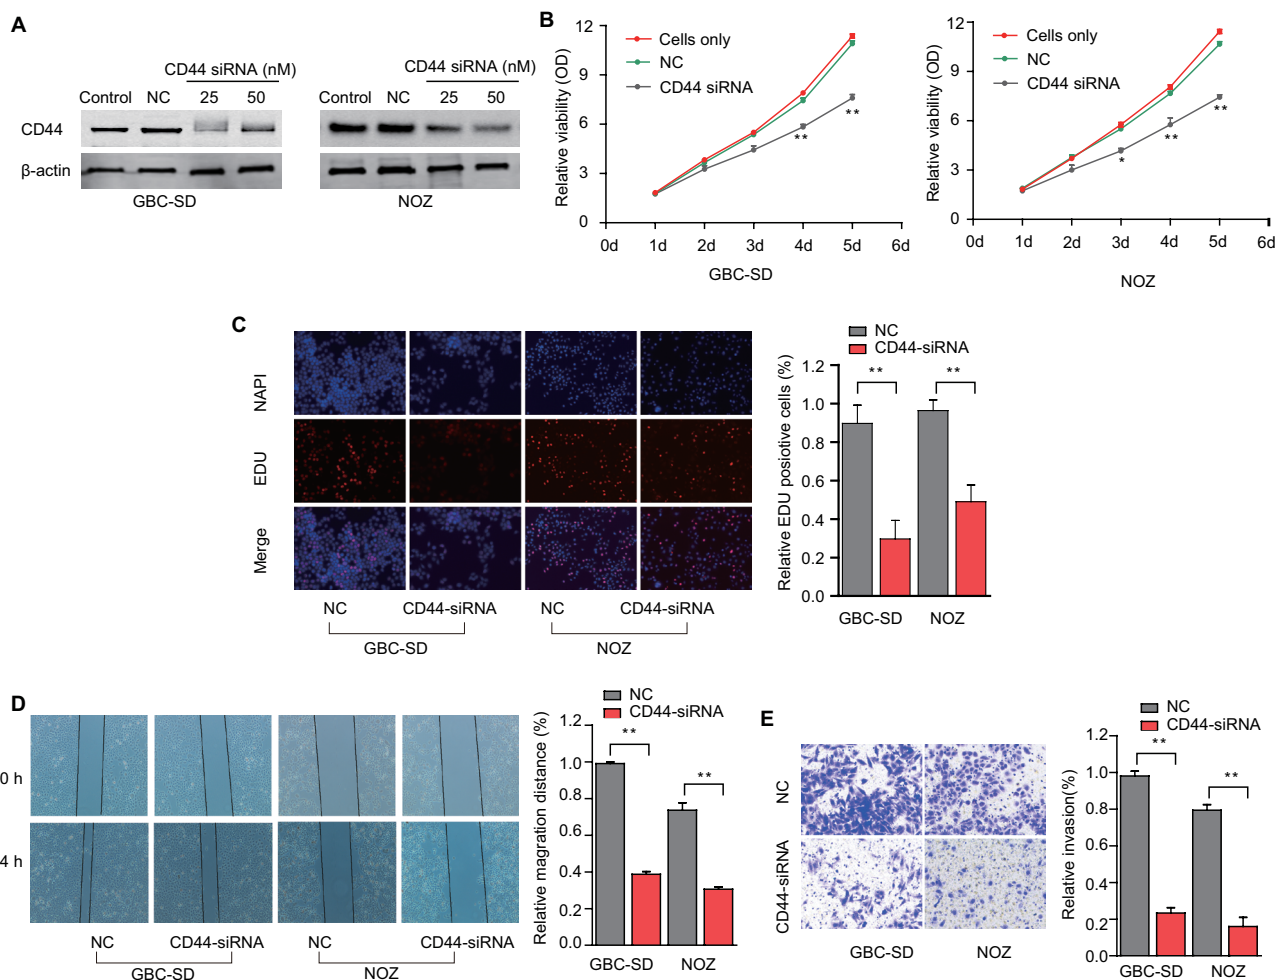 A
CD44 siRNA (nM)
Control NC 25 50
CD44
β-actin
GBC-SD
CD44 siRNA (nM)
Control NC 25 50
NOZ
B
Relative viability (OD)
12
9
6
3
0
Cells only
NC
CD44 siRNA
**
**
0d 1d 2d 3d 4d 5d 6d
GBC-SD
Relative viability (OD)
12
9
6
3
0
Cells only
NC
CD44 siRNA
*
**
**
0d 1d 2d 3d 4d 5d 6d
NOZ
C
NAPI
EDU
Merge
NC CD44-siRNA NC CD44-siRNA
GBC-SD NOZ
NC
CD44-siRNA
Relative EDU posiotive cells (%)
1.2
1.0
0.8
0.6
0.4
0.2
0.0
** **
GBC-SD NOZ
D
0 h
4 h
NC CD44-siRNA NC CD44-siRNA
GBC-SD NOZ
NC
CD44-siRNA
Relative magration distance (%)
1.2
1.0
0.8
0.6
0.4
0.2
0.0
**
**
GBC-SD NOZ
E
NC
CD44-siRNA
GBC-SD NOZ
NC
CD44-siRNA
Relative invasion(%)
1.2
1.0
0.8
0.6
0.4
0.2
0.0
**
**
GBC-SD NOZ